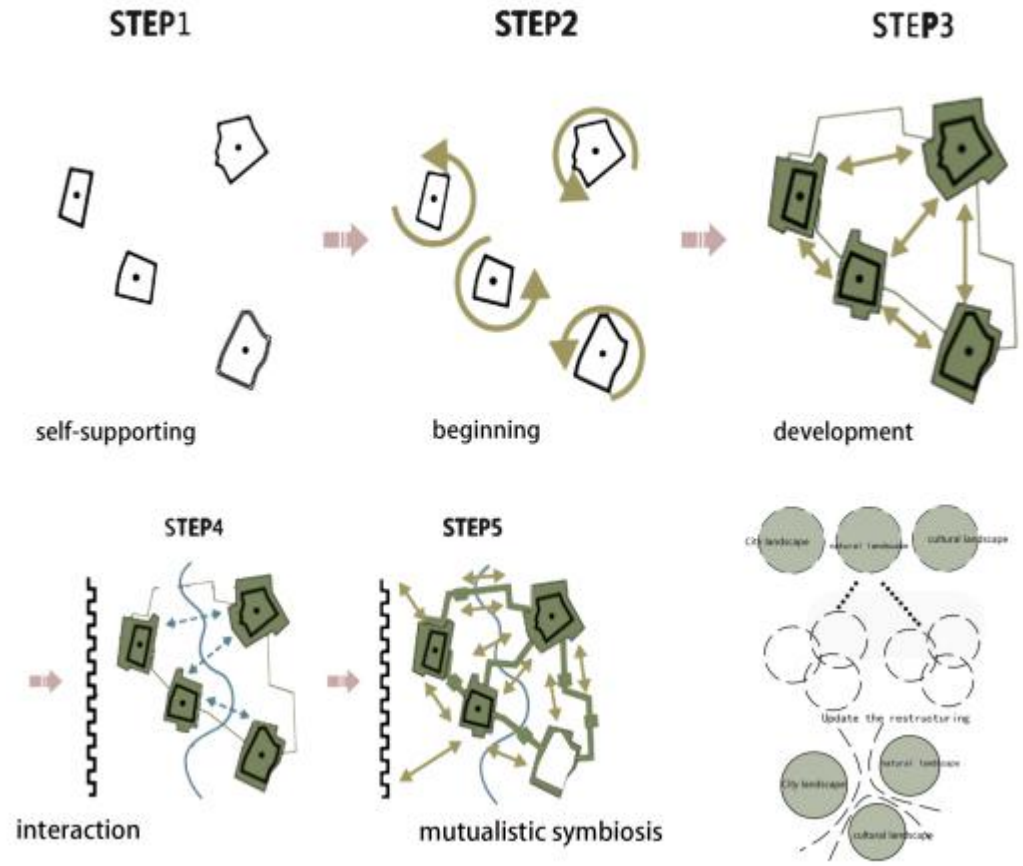 STEP1
STEP2
STEP3
self-supporting
beginning
development
STEP4
STEP5
interaction
mutualistic symbiosis
City landscape
natural landscape
cultural landscape
Update the restructuring
natural landscape
City landscape
cultural landscape